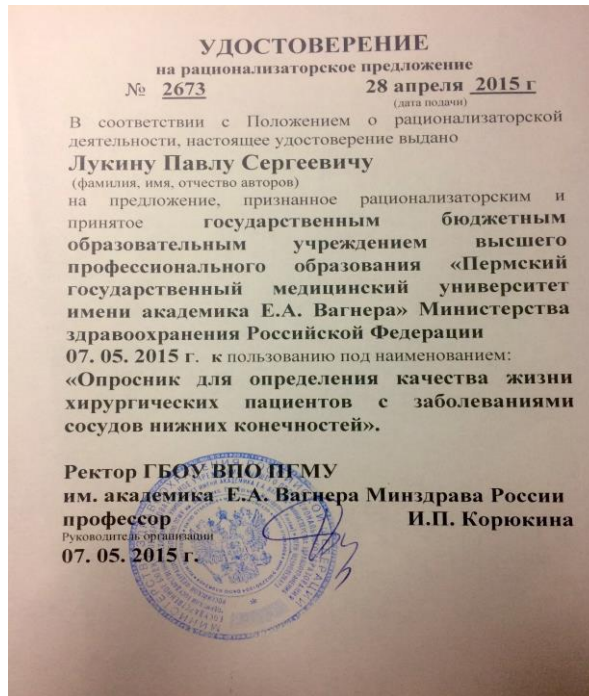 УДОСТОВЕРЕНИЕ
на рационализаторское предложение
№ 2673 28 апреля 2015 г
(дата подачи)
В соответствии с Положением о рационализаторской
деятельности, настоящее удостоверение выдано
Лукину Павлу Сергеевичу
(фамилия, имя, отчество авторов)
на предложение, признанное рационализаторским и
принятое государственным бюджетным
образовательным учреждением высшего
профессионального образования «Пермский
государственный медицинский университет
имени академика Е.А. Вагнера» Министерства
здравоохранения Российской Федерации
07. 05. 2015 г. к пользованию под наименованием:
«Опросник для определения качества жизни
хирургических пациентов с заболеваниями
сосудов нижних конечностей».
Ректор ГБОУ ВПО ПГМУ
им. академика Е.А. Вагнера Минздрава России
профессор И.П. Корюкина
Руководитель организации
07. 05. 2015 г.